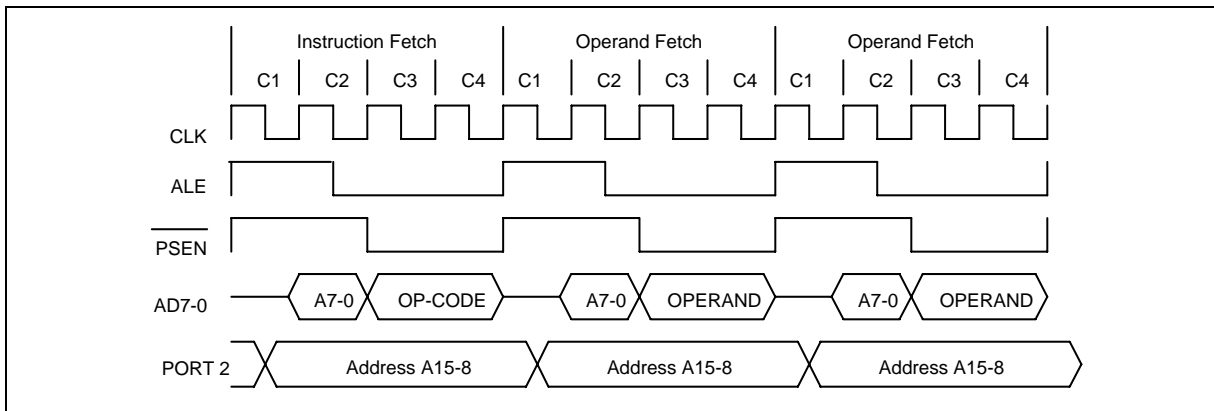 Instruction Fetch Operand Fetch Operand Fetch
C1 C2 C3 C4 C1 C2 C3 C4 C1 C2 C3 C4
CLK
ALE
PSEN
AD7-0 A7-0 OP-CODE A7-0 OPERAND A7-0 OPERAND
PORT 2 Address A15-8 Address A15-8 Address A15-8